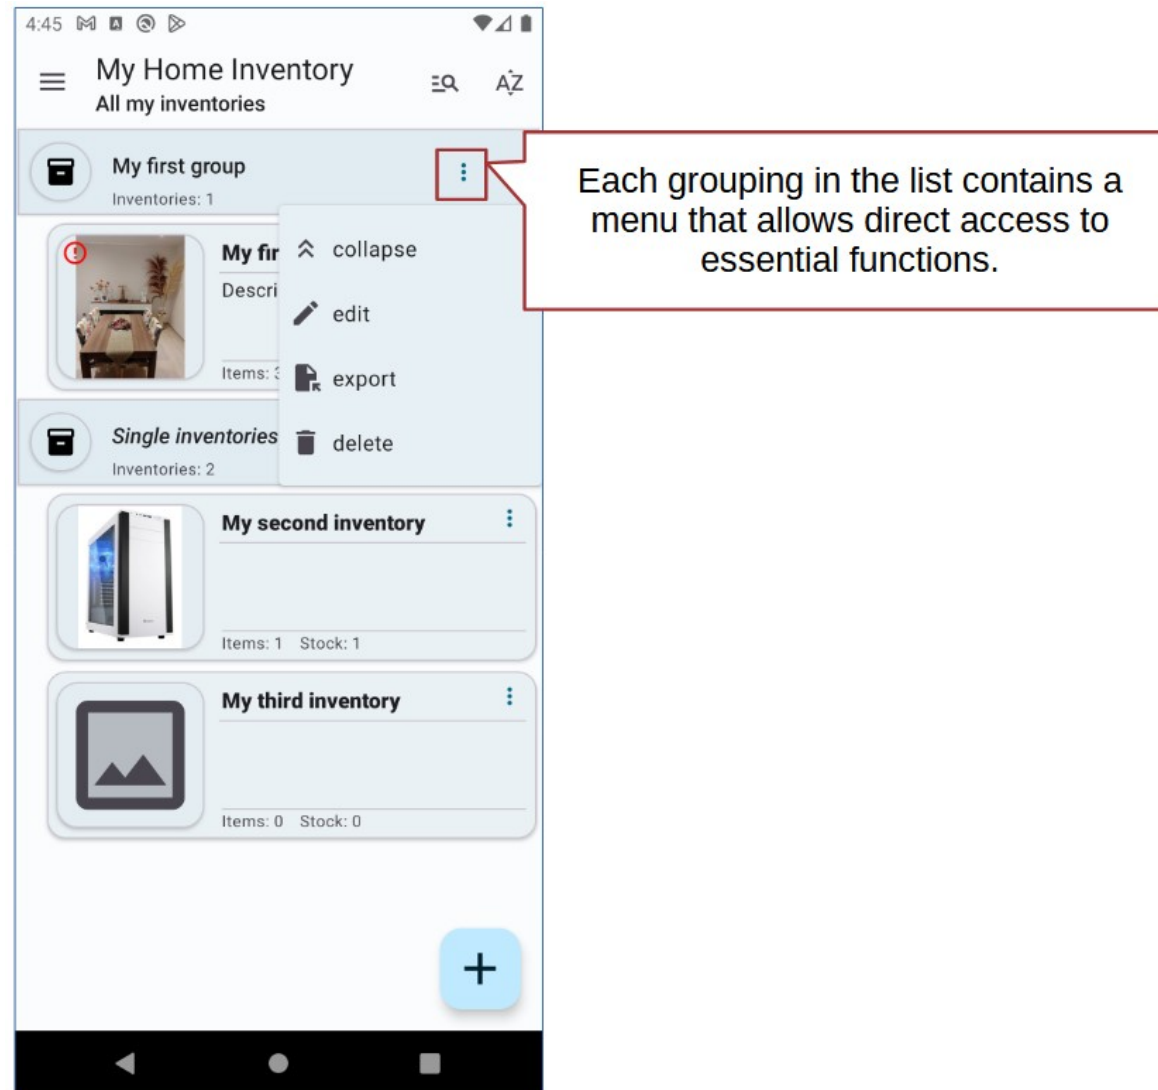 4:45
My Home Inventory
All my inventories
AZ
My first group
Inventories: 1
Each grouping in the list contains a
menu that allows direct access to
essential functions.
My fir
Descri
Items: 3
collapse
edit
export
delete
Single inventories
Inventories: 2
My second inventory
Items: 1 Stock: 1
My third inventory
Items: 0 Stock: 0